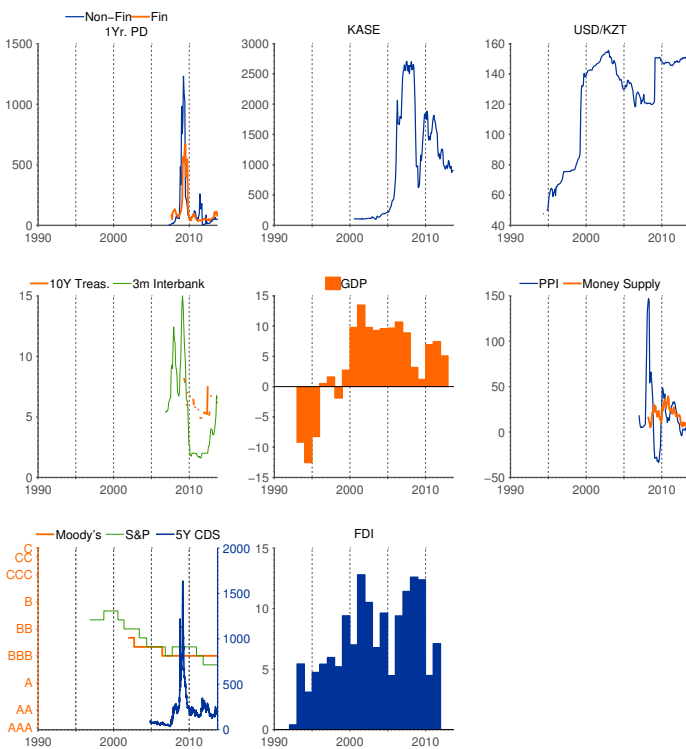 Non-Fin Fin
1Yr. PD
1500
1000
500
0
1990 2000 2010
KASE
3000
2500
2000
1500
1000
500
0
1990 2000 2010
USD/KZT
160
140
120
100
80
60
40
1990 2000 2010
10Y Treas. 3m Interbank
15
10
5
0
1990 2000 2010
GDP
15
10
5
0
-5
-10
-15
1990 2000 2010
PPI Money Supply
150
100
50
0
-50
1990 2000 2010
Moody's S&P 5Y CDS
C
CC
CCC
B
BB
BBB
A
AA
AAA
2000
1500
1000
500
0
1990 2000 2010
FDI
15
10
5
0
1990 2000 2010